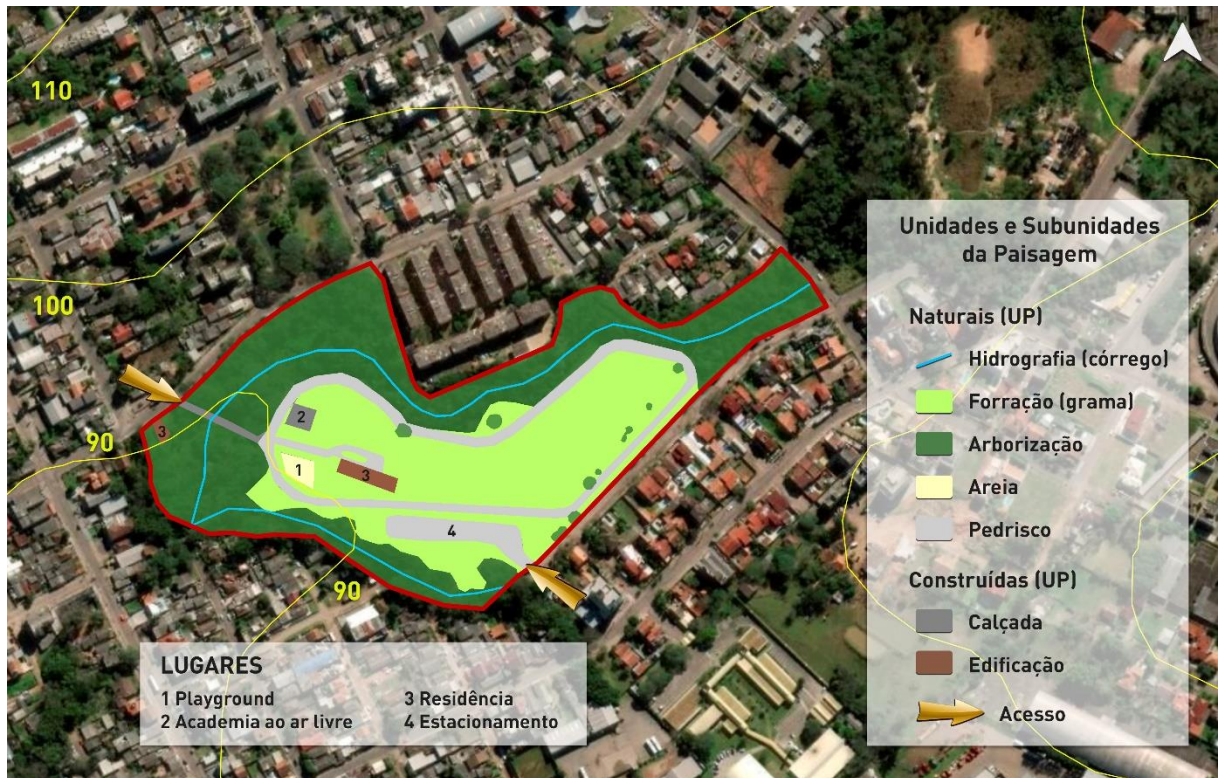 110
100
90
90
3
2
1
3
4
Unidades e Subunidades
da Paisagem
Naturais (UP)
Hidrografia (córrego)
Forração (grama)
Arborização
Areia
Pedrisco
Construídas (UP)
Calçada
Edificação
Acesso
LUGARES
1 Playground
2 Academia ao ar livre
3 Residência
4 Estacionamento